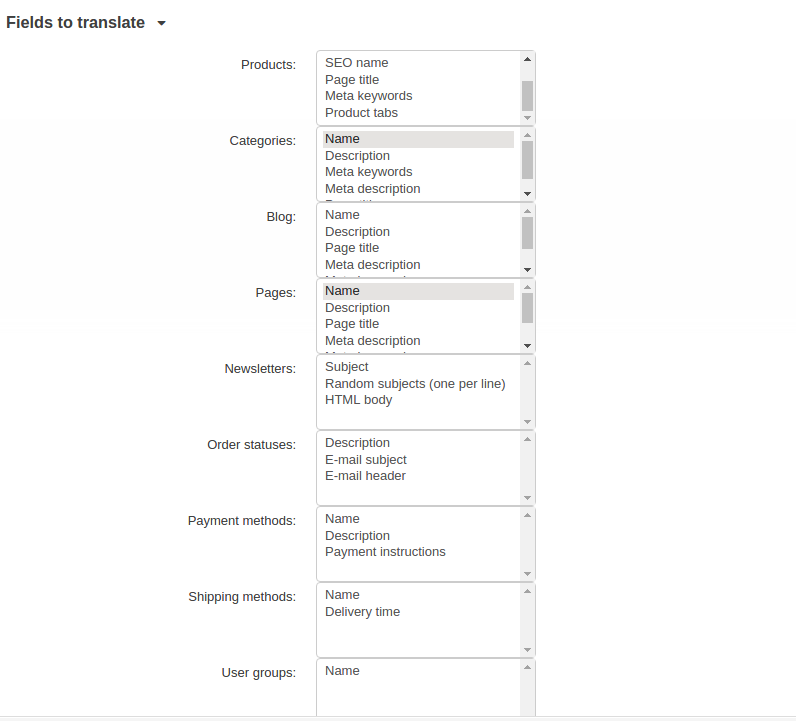 Fields to translate
Products:
SEO name
Page title
Meta keywords
Product tabs
Categories:
Name
Description
Meta keywords
Meta description
Blog:
Name
Description
Page title
Meta description
Pages:
Name
Description
Page title
Meta description
Newsletters:
Subject
Random subjects (one per line)
HTML body
Order statuses:
Description
E-mail subject
E-mail header
Payment methods:
Name
Description
Payment instructions
Shipping methods:
Name
Delivery time
User groups:
Name